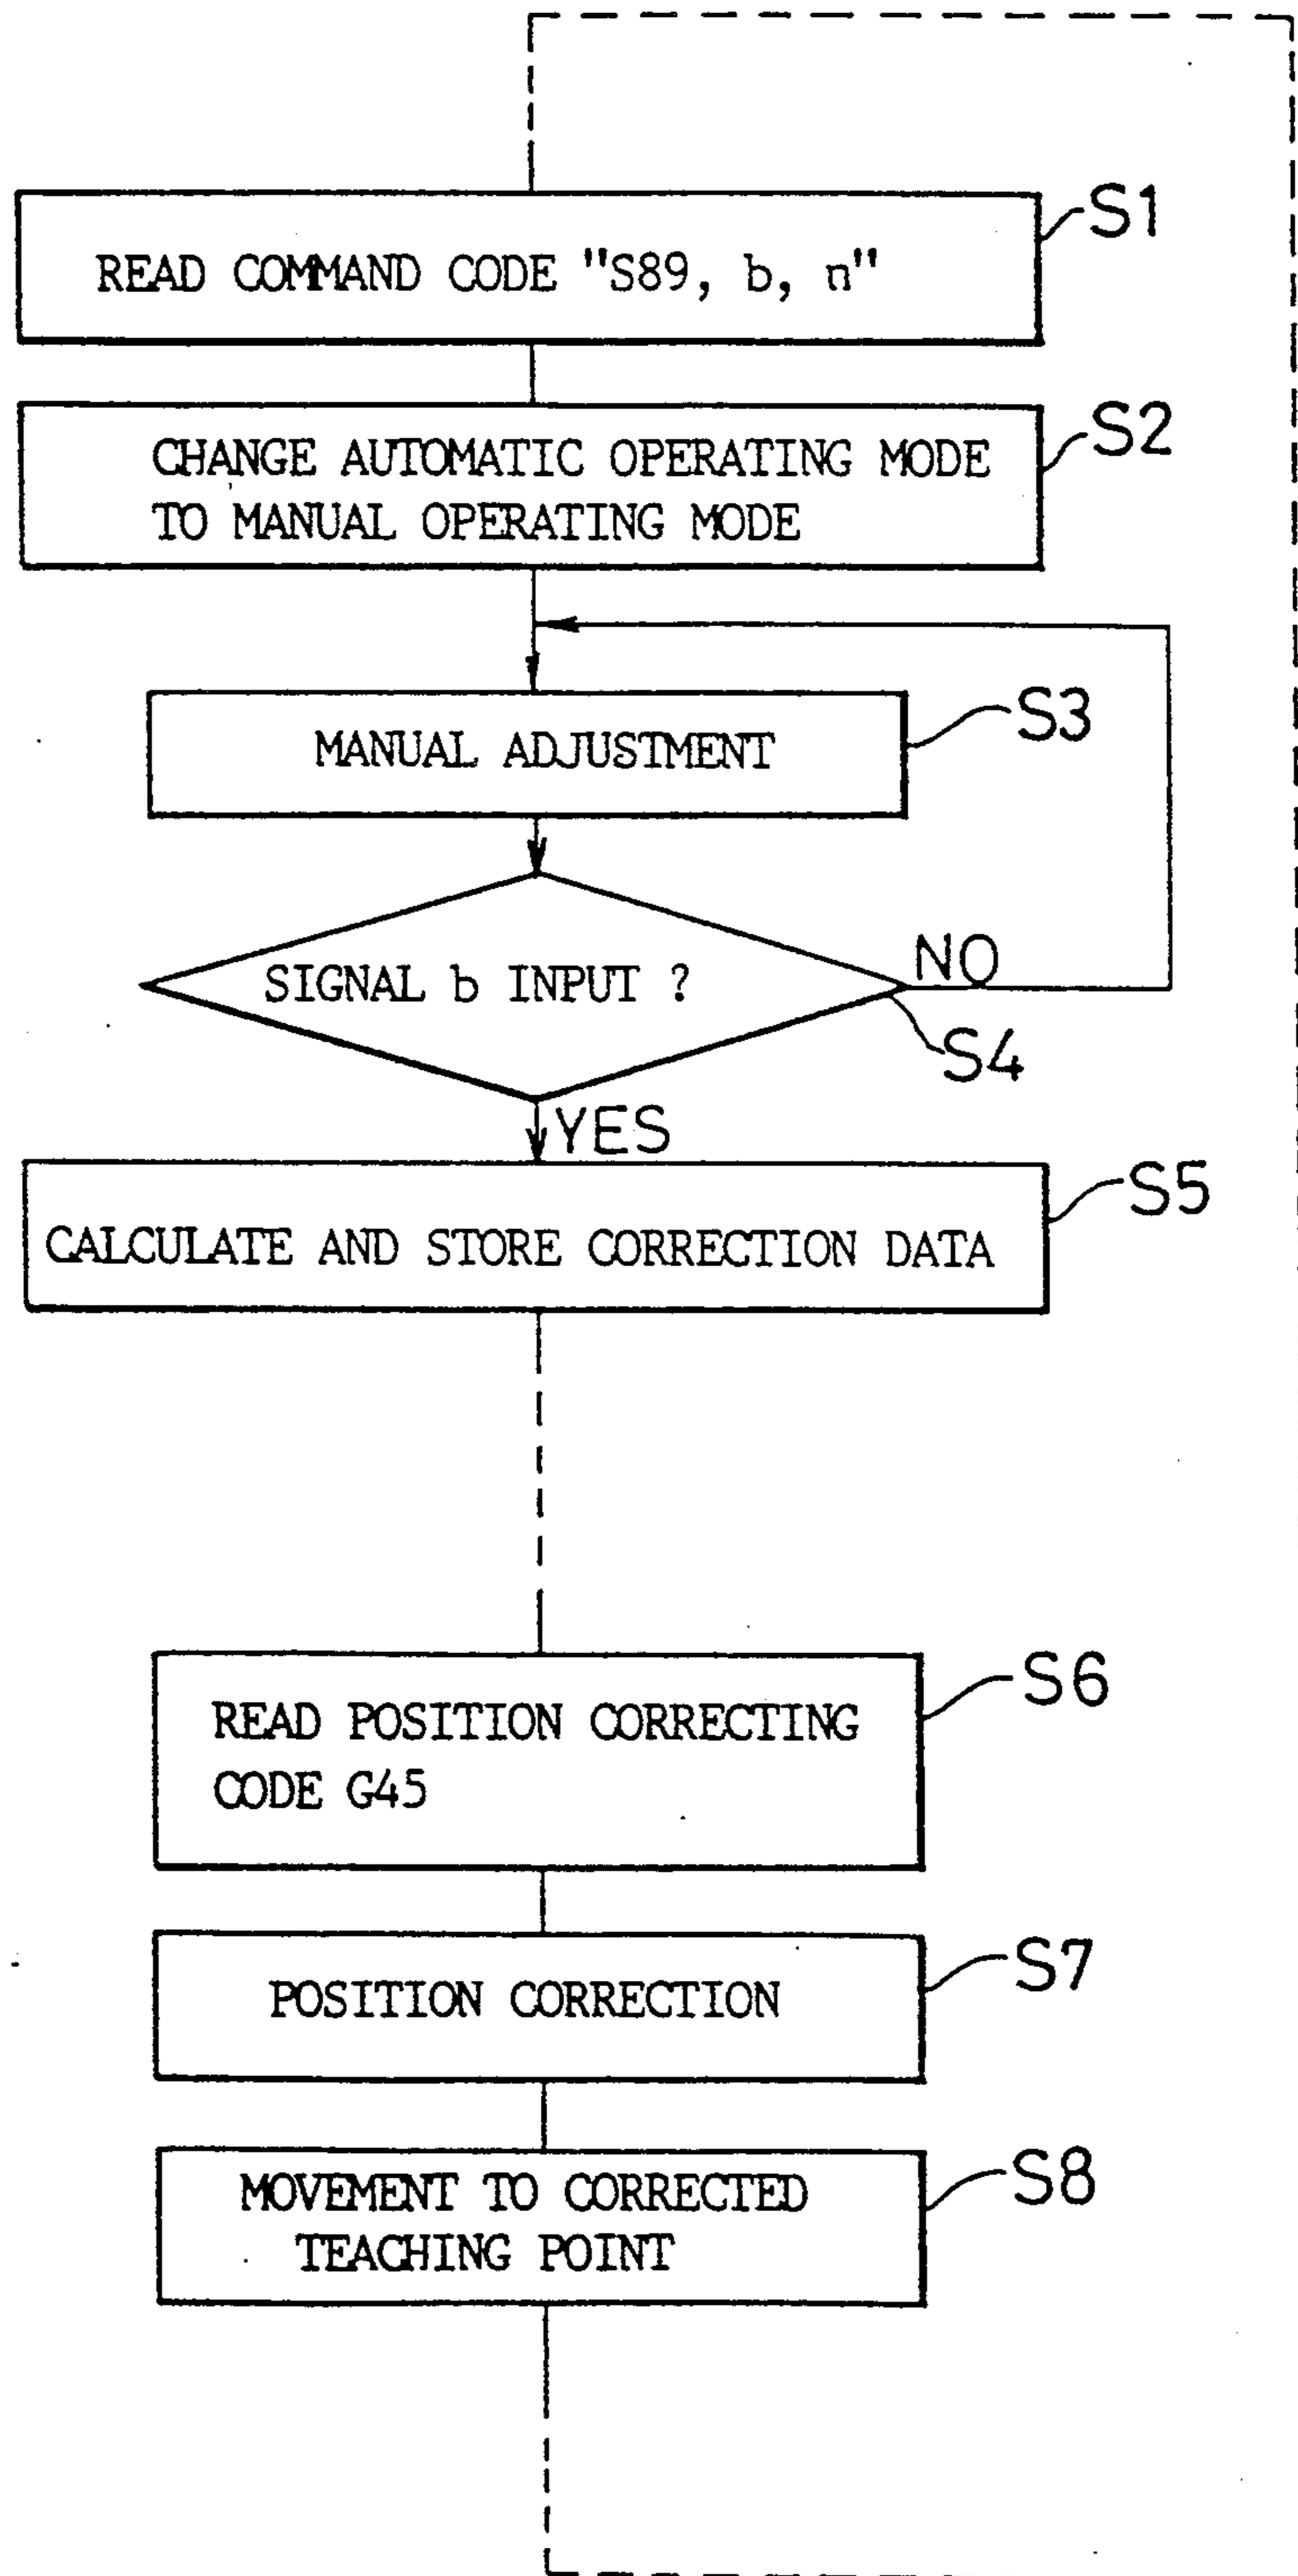 S1
READ COMMAND CODE "S89, b, n"
S2
CHANGE AUTOMATIC OPERATING MODE
TO MANUAL OPERATING MODE
S3
MANUAL ADJUSTMENT
SIGNAL b INPUT ?
NO
S4
YES
S5
CALCULATE AND STORE CORRECTION DATA
S6
READ POSITION CORRECTING
CODE G45
S7
POSITION CORRECTION
S8
MOVEMENT TO CORRECTED
TEACHING POINT